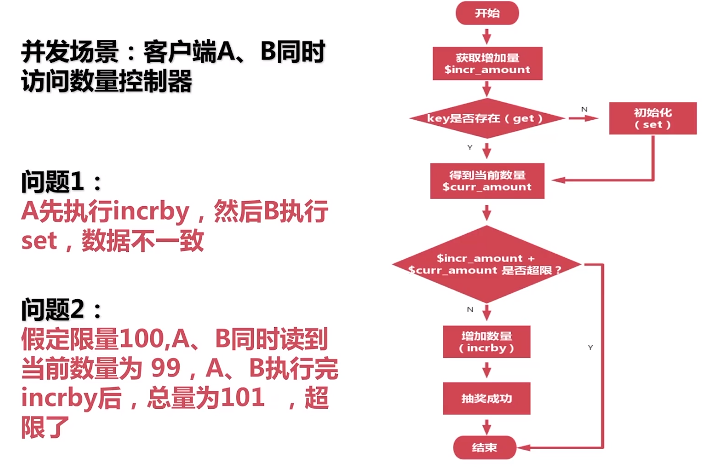 并发场景：客户端A、B同时
访问数量控制器
问题1：
A先执行incrby，然后B执行
set，数据不一致
问题2：
假定限量100,A、B同时读到
当前数量为 99，A、B执行完
incrby后，总量为101 ，超
限了
开始
获取增加量
$incr_amount
key是否存在（get）
N
初始化
（set）
Y
得到当前数量
$curr_amount
$incr_amount +
$curr_amount 是否超限？
N
增加数量
（incrby）
Y
抽奖成功
结束